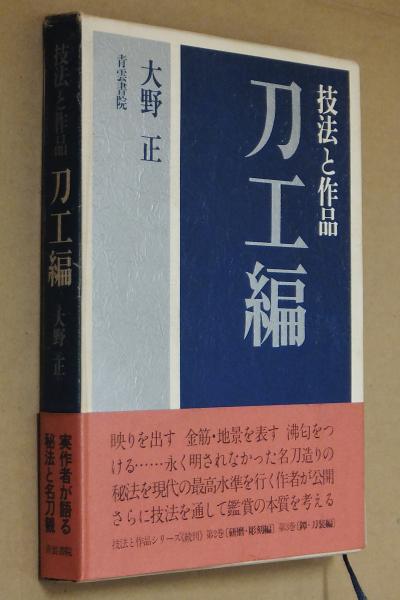 技法と作品
刀工編
大野 正
青雲書院
技法と作品
刀工編
大野 正
映りを出す 金筋・地景を表す 沸匂をつ
ける……永く明されなかった名刀造りの
秘法を現代の最高水準を行く作者が公開
さらに技法を通して鑑賞の本質を考える
技法と作品シリーズ《続刊》第2巻〔研磨・彫刻編〕第3巻〔鐔・刀装編〕
実作者が語る
秘法と名刀観
青雲書院